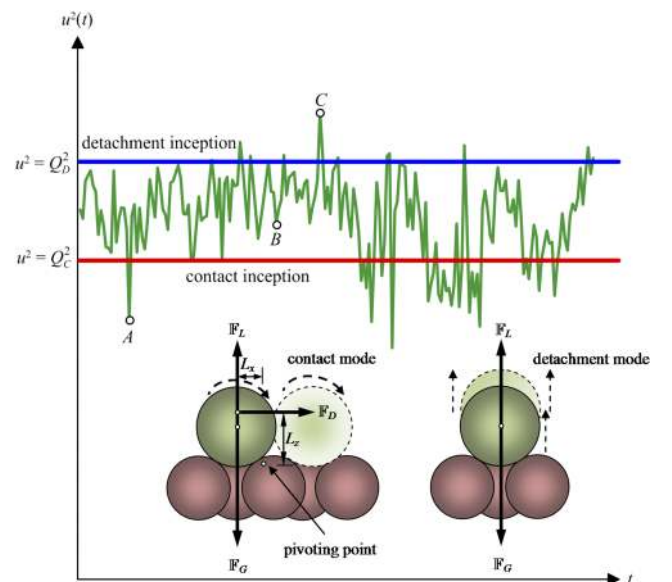 u²(t)
C
detachment inception
u² = Q_D²
B
u² = Q_C²
contact inception
A
𝔽_L
𝔽_L
L_x
contact mode
detachment mode
𝔽_D
L_z
pivoting point
𝔽_G
𝔽_G
t